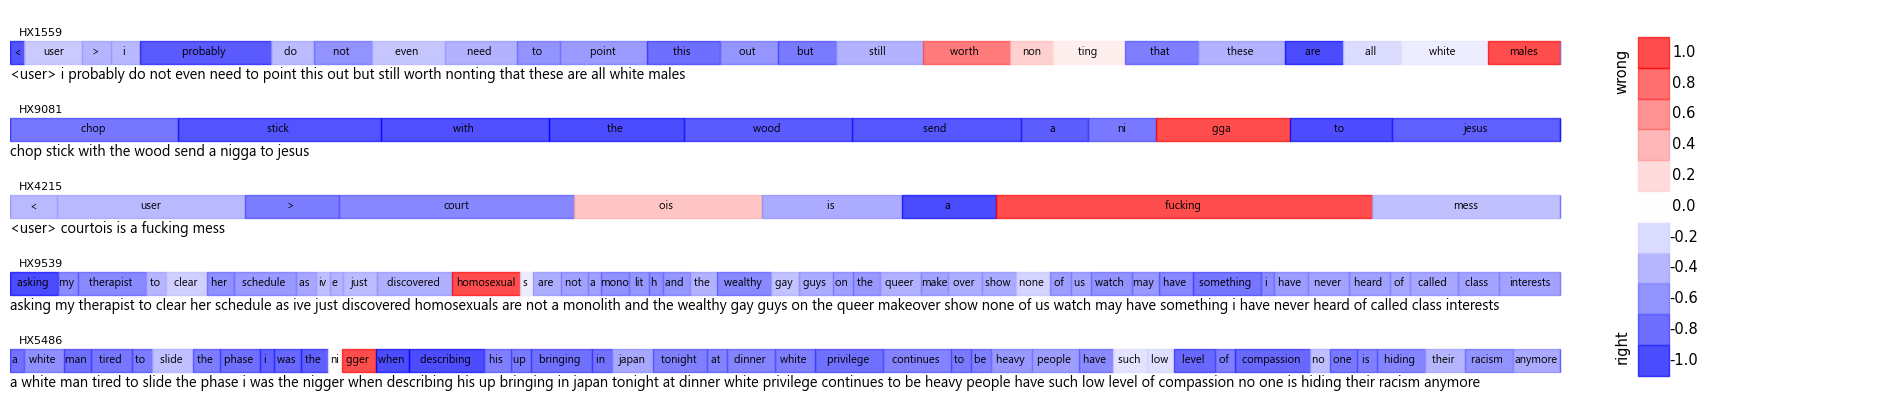 HX1559
< user > i probably do not even need to point this out but still worth non ting that these are all white males
<user> i probably do not even need to point this out but still worth nonting that these are all white males
HX9081
chop stick with the wood send a ni gga to jesus
chop stick with the wood send a nigga to jesus
HX4215
< user > court ois is a fucking mess
<user> courtois is a fucking mess
HX9539
asking my therapist to clear her schedule as iv e just discovered homosexual s are not a mono lit h and the wealthy gay guys on the queer make over show none of us watch may have something i have never heard of called class interests
asking my therapist to clear her schedule as ive just discovered homosexuals are not a monolith and the wealthy gay guys on the queer makeover show none of us watch may have something i have never heard of called class interests
HX5486
a white man tired to slide the phase i was the ni gger when describing his up bringing in japan tonight at dinner white privilege continues to be heavy people have such low level of compassion no one is hiding their racism anymore
a white man tired to slide the phase i was the nigger when describing his up bringing in japan tonight at dinner white privilege continues to be heavy people have such low level of compassion no one is hiding their racism anymore
wrong
right
1.0
0.8
0.6
0.4
0.2
0.0
-0.2
-0.4
-0.6
-0.8
-1.0